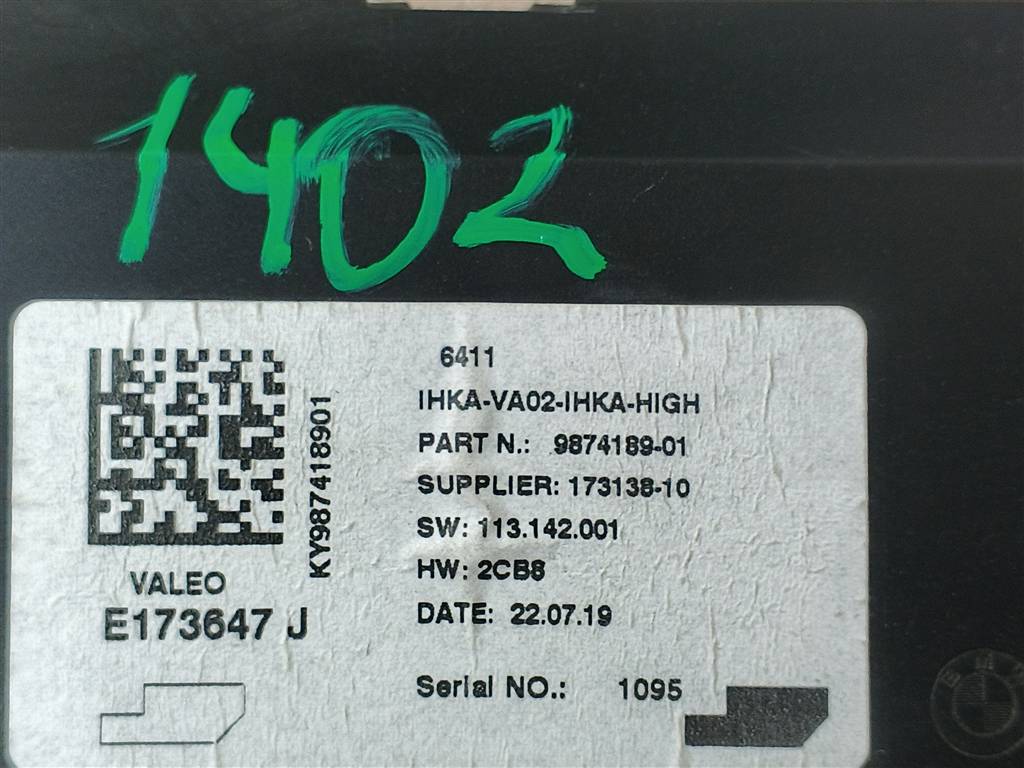 1402
6411
IHKA-VA02-IHKA-HIGH
PART N.: 9874189-01
SUPPLIER: 173138-10
SW: 113.142.001
HW: 2CB8
DATE: 22.07.19
Serial NO.: 1095
KY987418901
VALEO
E173647 J
BMW